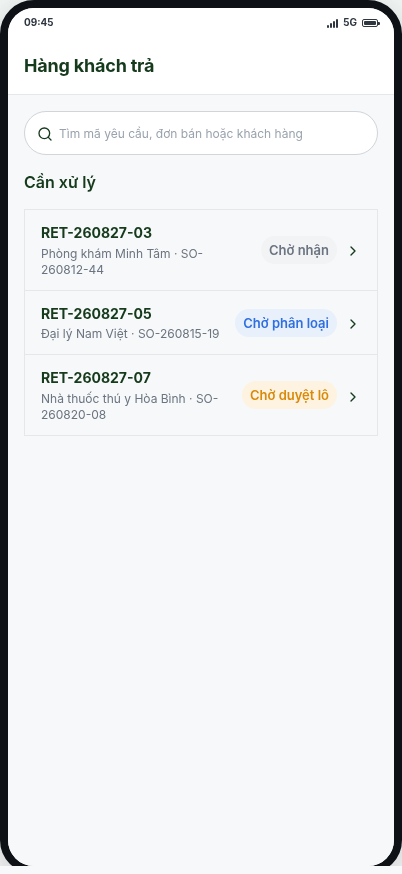 09:45
5G
Hàng khách trả
Tìm mã yêu cầu, đơn bán hoặc khách hàng
Cần xử lý
RET-260827-03
Phòng khám Minh Tâm · SO-
260812-44
Chờ nhận
RET-260827-05
Đại lý Nam Việt · SO-260815-19
Chờ phân loại
RET-260827-07
Nhà thuốc thú y Hòa Bình · SO-
260820-08
Chờ duyệt lô